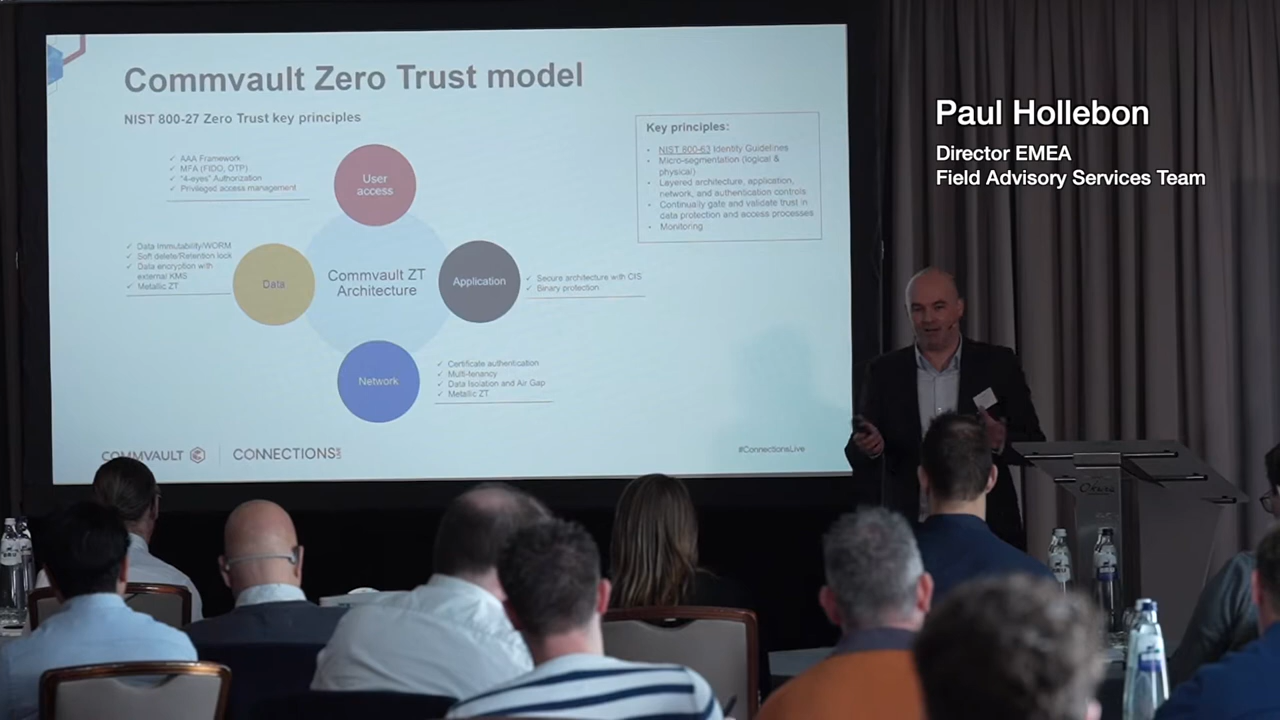 Commvault Zero Trust model
NIST 800-27 Zero Trust key principles
AAA Framework
MFA (FIDO, OTP)
"4-eyes" Authorization
Privileged access management
User
access
Data Immutability/WORM
Soft delete/Retention lock
Data encryption with
external KMS
Metallic ZT
Data
Commvault ZT
Architecture
Application
Secure architecture with CIS
Binary protection
Network
Certificate authentication
Multi-tenancy
Data Isolation and Air Gap
Metallic ZT
Key principles:
NIST 800-63 Identity Guidelines
Micro-segmentation (logical &
physical)
Layered architecture, application,
network, and authentication controls
Continually gate and validate trust in
data protection and access processes
Monitoring
COMMVAULT
CONNECTIONS
#ConnectionsLive
Paul Hollebon
Director EMEA
Field Advisory Services Team